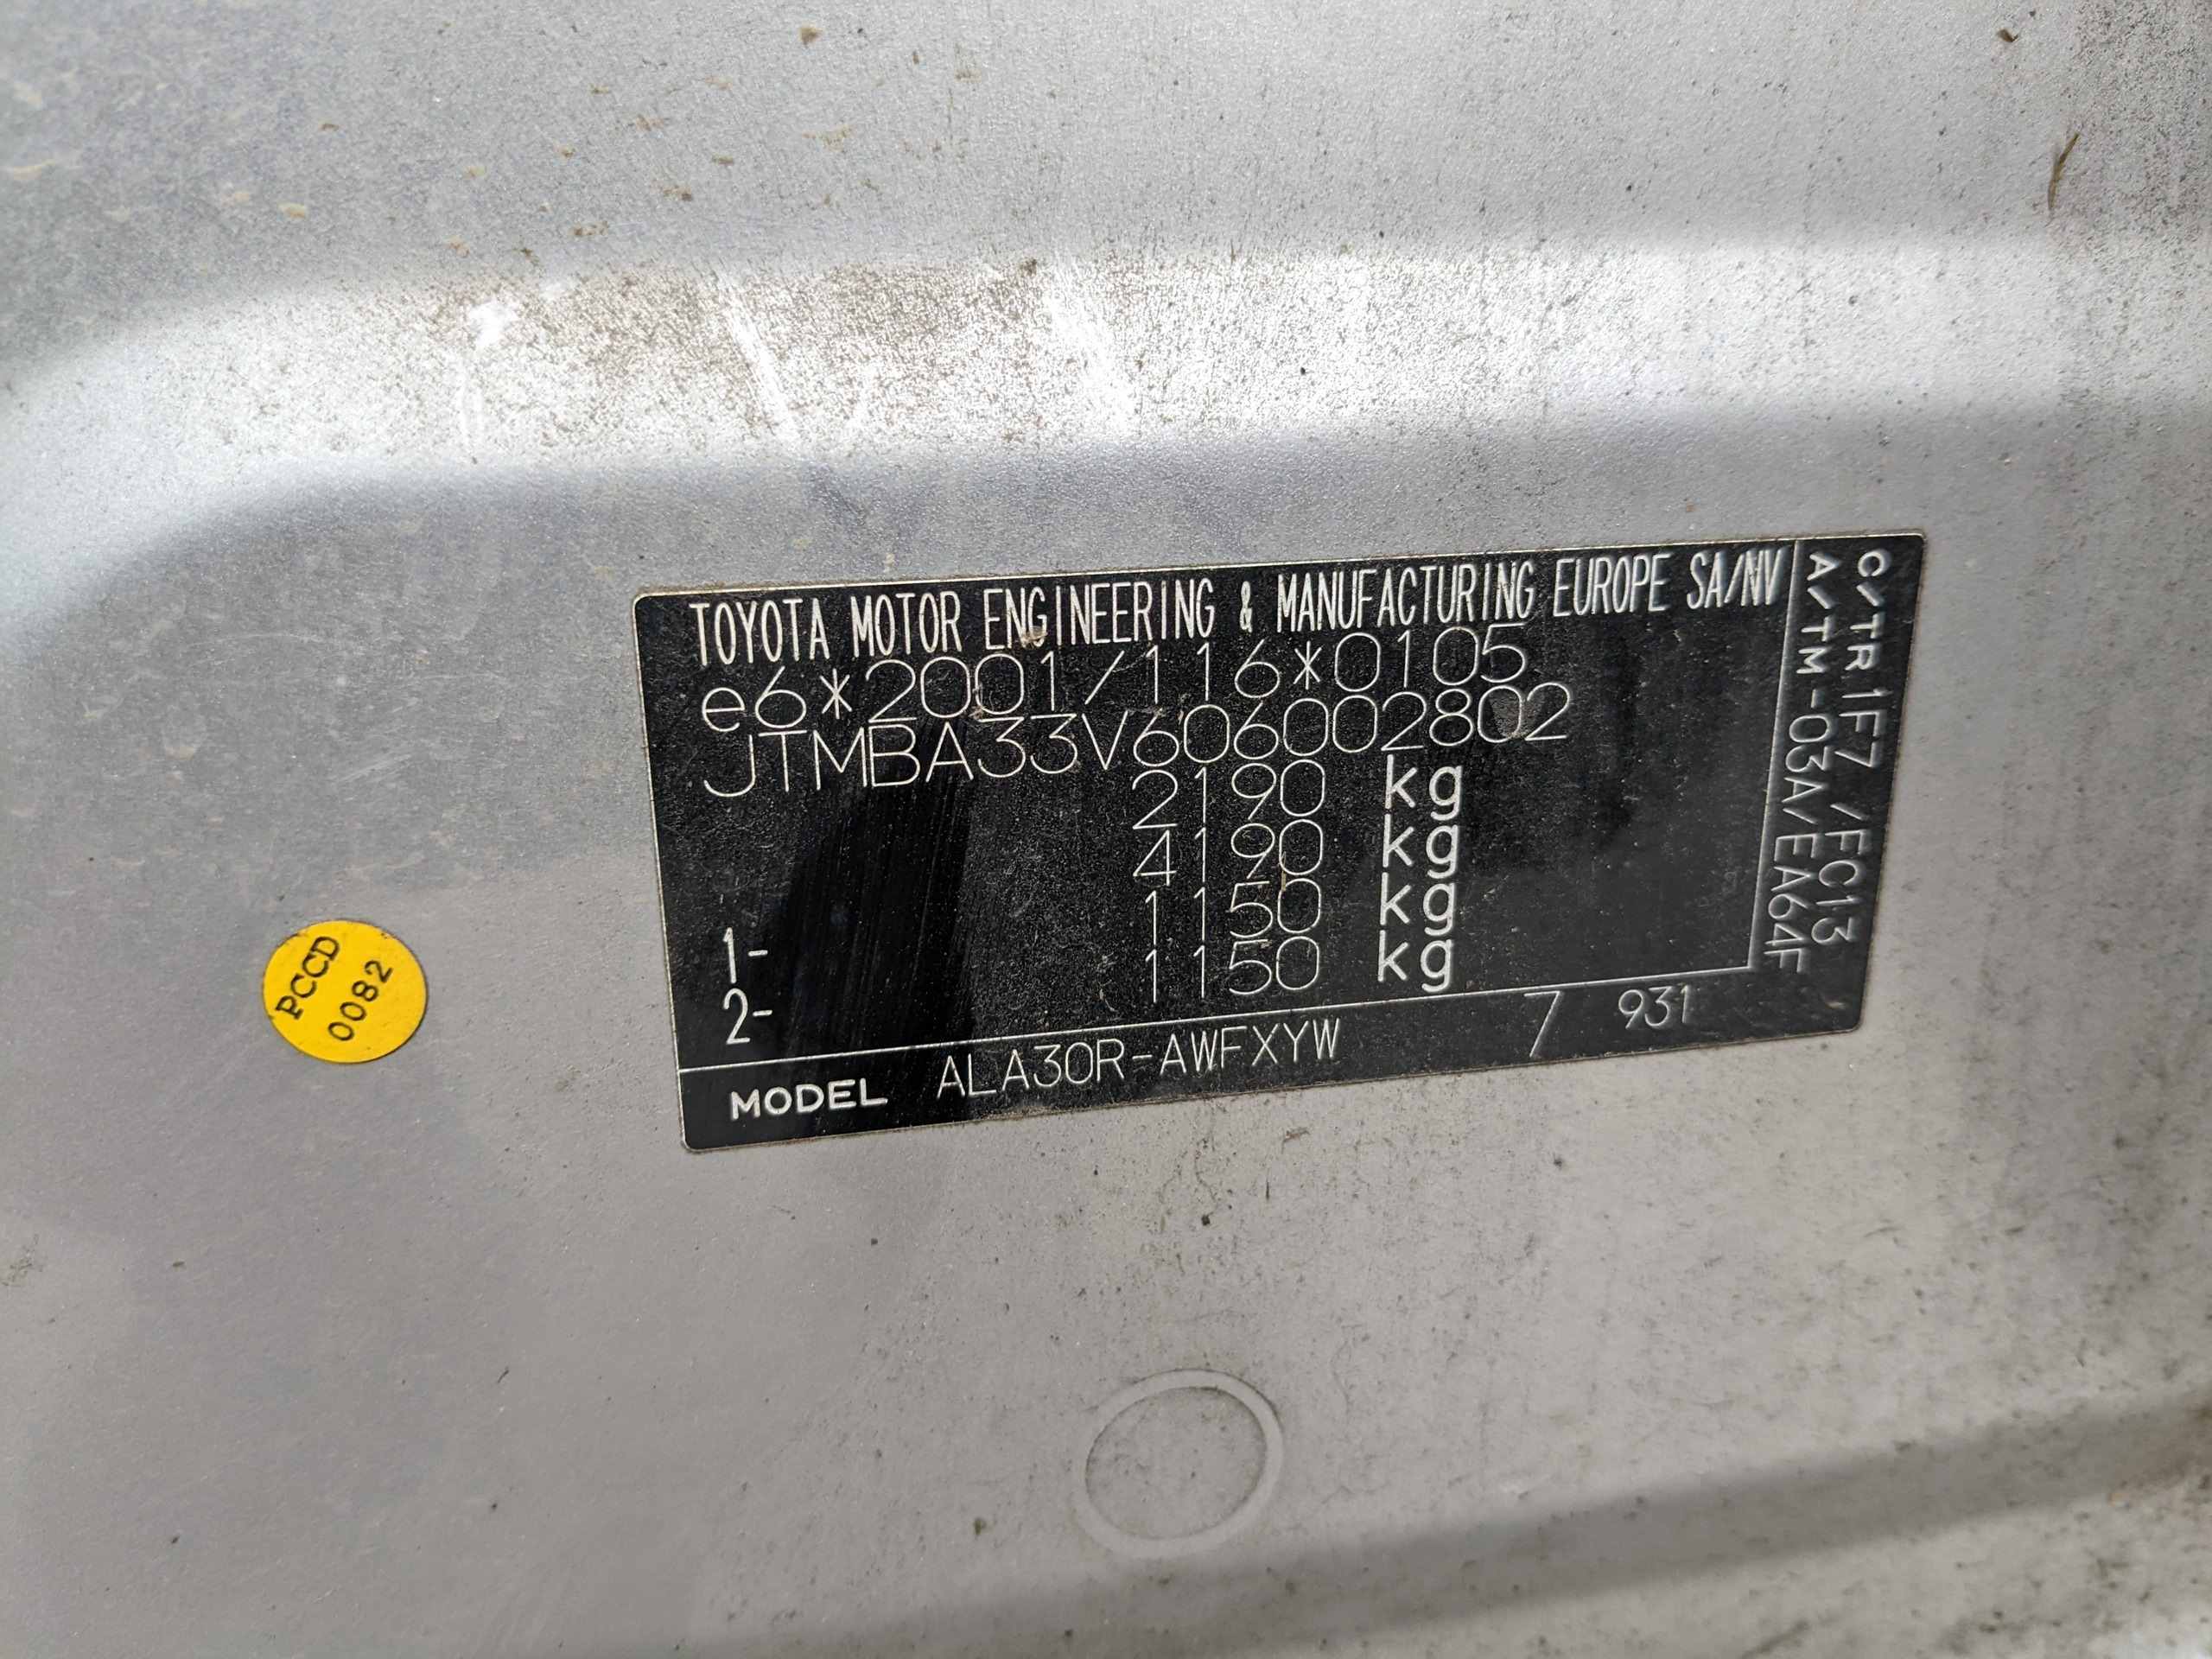 TOYOTA MOTOR ENGINEERING & MANUFACTURING EUROPE SA/NV
e6*2001/116*0105
JTMBA33V606002802
2190 kg
4190 kg
1- 1150 kg
2- 1150 kg
MODEL ALA30R-AWFXYW 7 931
C/TR 1F7 /FC13
A/TM -03A/EA64F
PCCD
0082